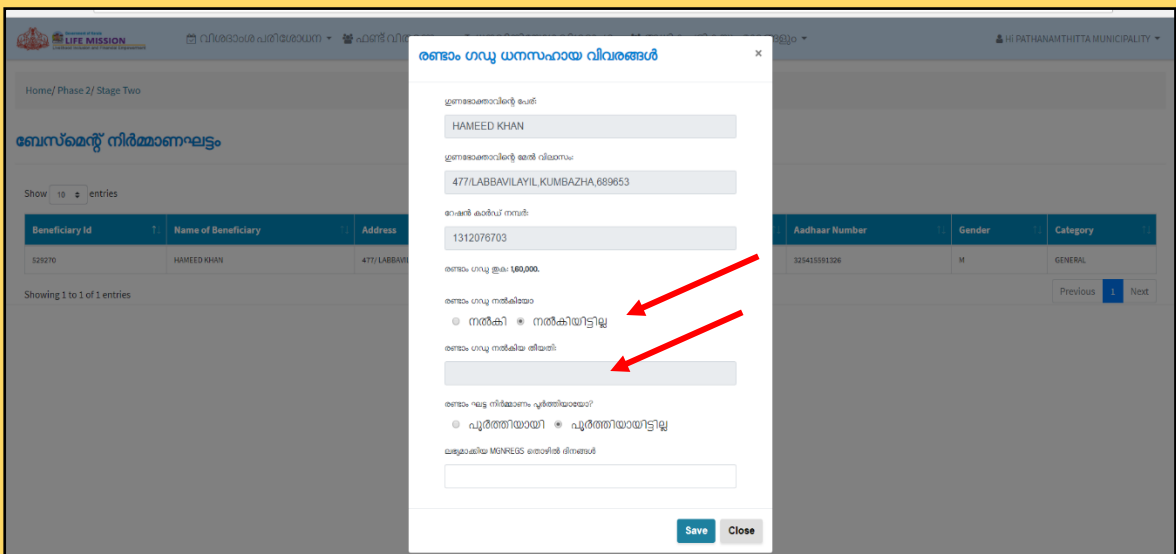 LIFE MISSION
വിശദാംശ പരിശോധന
ഫണ്ട് വിത
HI PATHANAMTHITTA MUNICIPALITY
രണ്ടാം ഗഡു ധനസഹായ വിവരങ്ങൾ
×
Home/ Phase 2/ Stage Two
ഗുണഭോക്താവിന്റെ പേര്:
HAMEED KHAN
ബേസ്മെന്റ് നിർമ്മാണഘട്ടം
ഗുണഭോക്താവിന്റെ മേൽ വിലാസം:
477/LABBAVILAYIL,KUMBAZHA,689653
Show 10 entries
റേഷൻ കാർഡ് നമ്പർ:
1312076703
Beneficiary Id Name of Beneficiary Address Aadhaar Number Gender Category
529270 HAMEED KHAN 477/ LABBAVIL 325415591326 M GENERAL
രണ്ടാം ഗഡു തുക: 1,60,000.
Showing 1 to 1 of 1 entries
Previous 1 Next
രണ്ടാം ഗഡു നൽകിയോ
നൽകി നൽകിയിട്ടില്ല
രണ്ടാം ഗഡു നൽകിയ തീയതി:
രണ്ടാം ഘട്ട നിർമ്മാണം പൂർത്തിയായോ?
പൂർത്തിയായി പൂർത്തിയായിട്ടില്ല
ലഭ്യമാക്കിയ MGNREGS തൊഴിൽ ദിനങ്ങൾ
Save Close